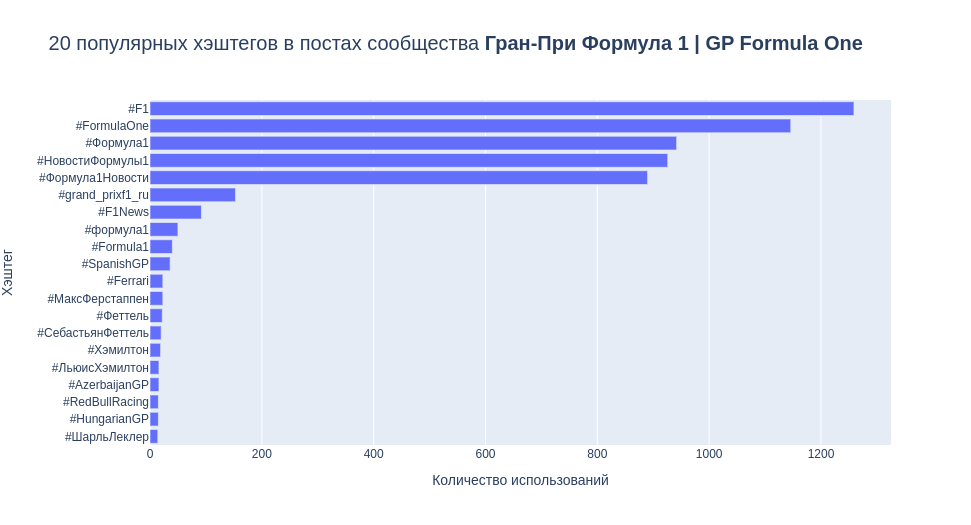 20 популярных хэштегов в постах сообщества Гран-При Формула 1 | GP Formula One
#F1
#FormulaOne
#Формула1
#НовостиФормулы1
#Формула1Новости
#grand_prixf1_ru
#F1News
#формула1
#Formula1
#SpanishGP
#Ferrari
#МаксФерстаппен
#Феттель
#СебастьянФеттель
#Хэмилтон
#ЛьюисХэмилтон
#AzerbaijanGP
#RedBullRacing
#HungarianGP
#ШарльЛеклер
Хэштег
0 200 400 600 800 1000 1200
Количество использований